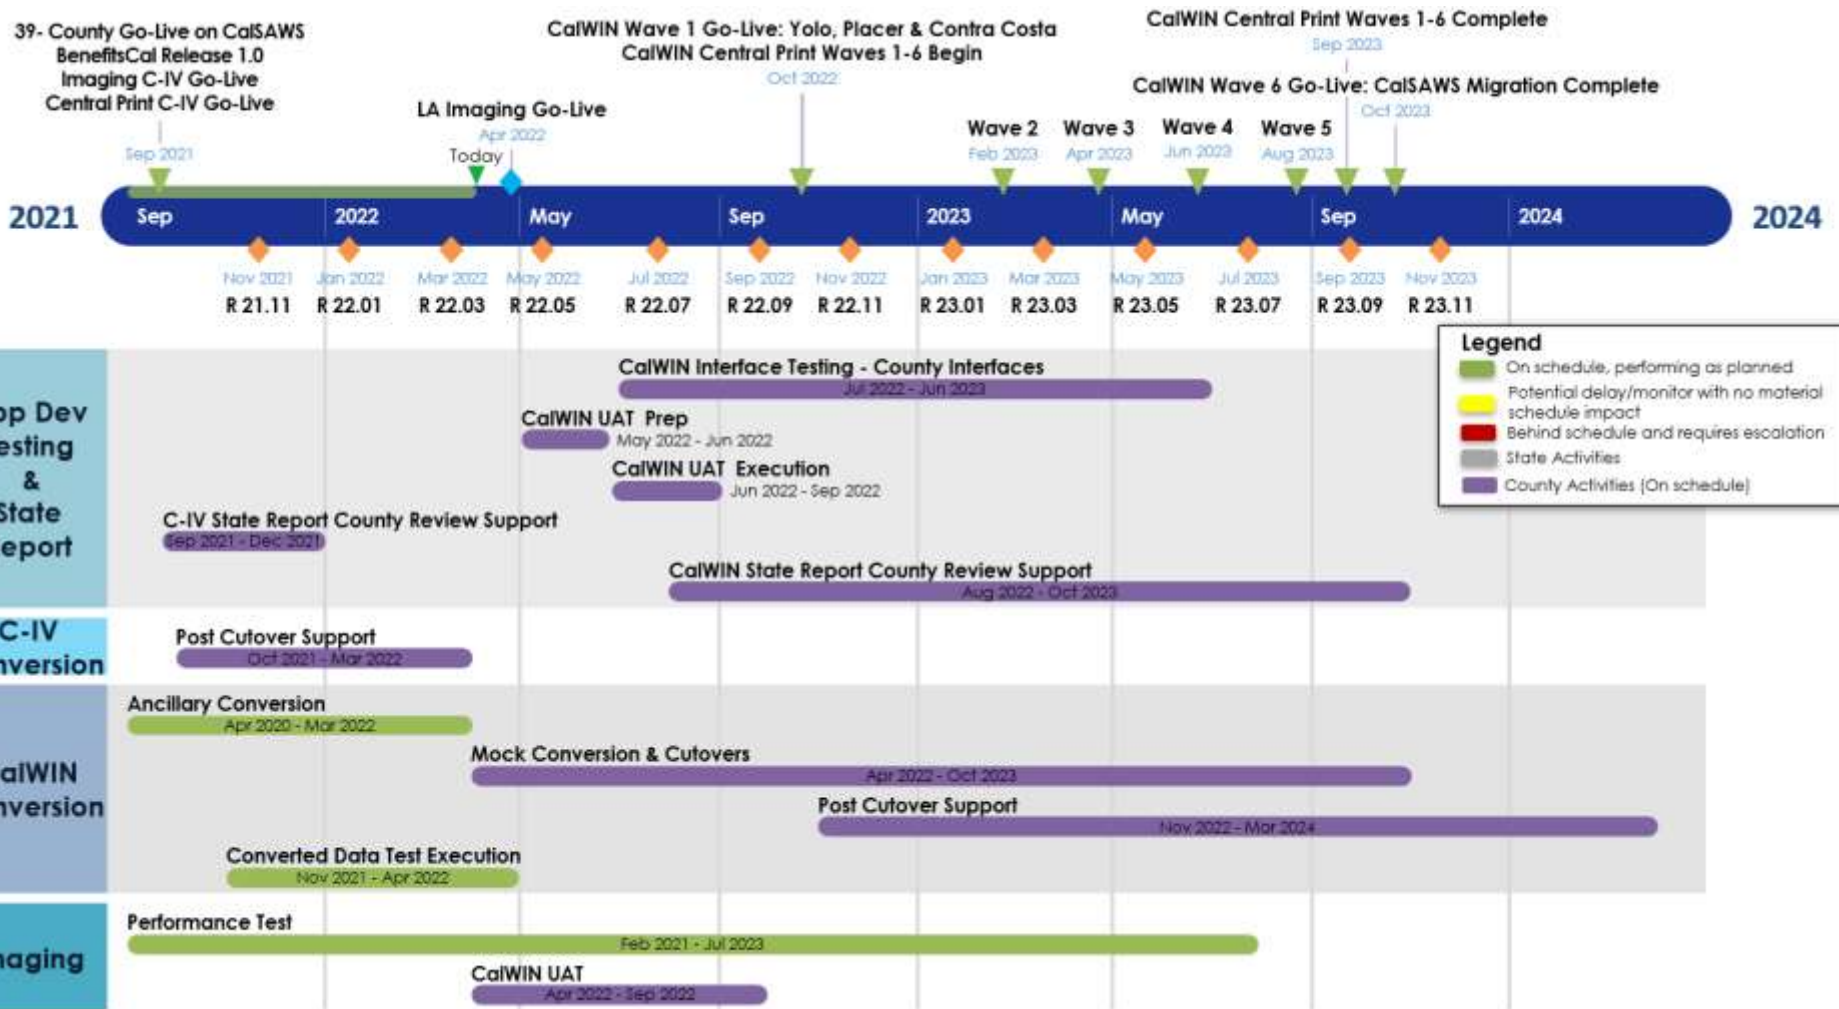 39- County Go-Live on CalSAWS
BenefitsCal Release 1.0
Imaging C-IV Go-Live
Central Print C-IV Go-Live
Sep 2021
LA Imaging Go-Live
Apr 2022
Today
CalWIN Wave 1 Go-Live: Yolo, Placer & Contra Costa
CalWIN Central Print Waves 1-6 Begin
Oct 2022
CalWIN Central Print Waves 1-6 Complete
Sep 2023
CalWIN Wave 6 Go-Live: CalSAWS Migration Complete
Oct 2023
Wave 2 Wave 3 Wave 4 Wave 5
Feb 2023 Apr 2023 Jun 2023 Aug 2023
2021 Sep 2022 May Sep 2023 May Sep 2024 2024
Nov 2021 Jan 2022 Mar 2022 May 2022 Jul 2022 Sep 2022 Nov 2022 Jan 2023 Mar 2023 May 2023 Jul 2023 Sep 2023 Nov 2023
R 21.11 R 22.01 R 22.03 R 22.05 R 22.07 R 22.09 R 22.11 R 23.01 R 23.03 R 23.05 R 23.07 R 23.09 R 23.11
Legend
On schedule, performing as planned
Potential delay/monitor with no material
schedule impact
Behind schedule and requires escalation
State Activities
County Activities (On schedule)
pp Dev
esting
&
State
eport
CalWIN Interface Testing - County Interfaces
Jul 2022 - Jun 2023
CalWIN UAT Prep
May 2022 - Jun 2022
CalWIN UAT Execution
Jun 2022 - Sep 2022
C-IV State Report County Review Support
Sep 2021 - Dec 2021
CalWIN State Report County Review Support
Aug 2022 - Oct 2023
C-IV
nversion
Post Cutover Support
Oct 2021 - Mar 2022
alWIN
nversion
Ancillary Conversion
Apr 2020 - Mar 2022
Mock Conversion & Cutovers
Apr 2022 - Oct 2023
Post Cutover Support
Nov 2022 - Mar 2024
Converted Data Test Execution
Nov 2021 - Apr 2022
naging
Performance Test
Feb 2021 - Jul 2023
CalWIN UAT
Apr 2022 - Sep 2022